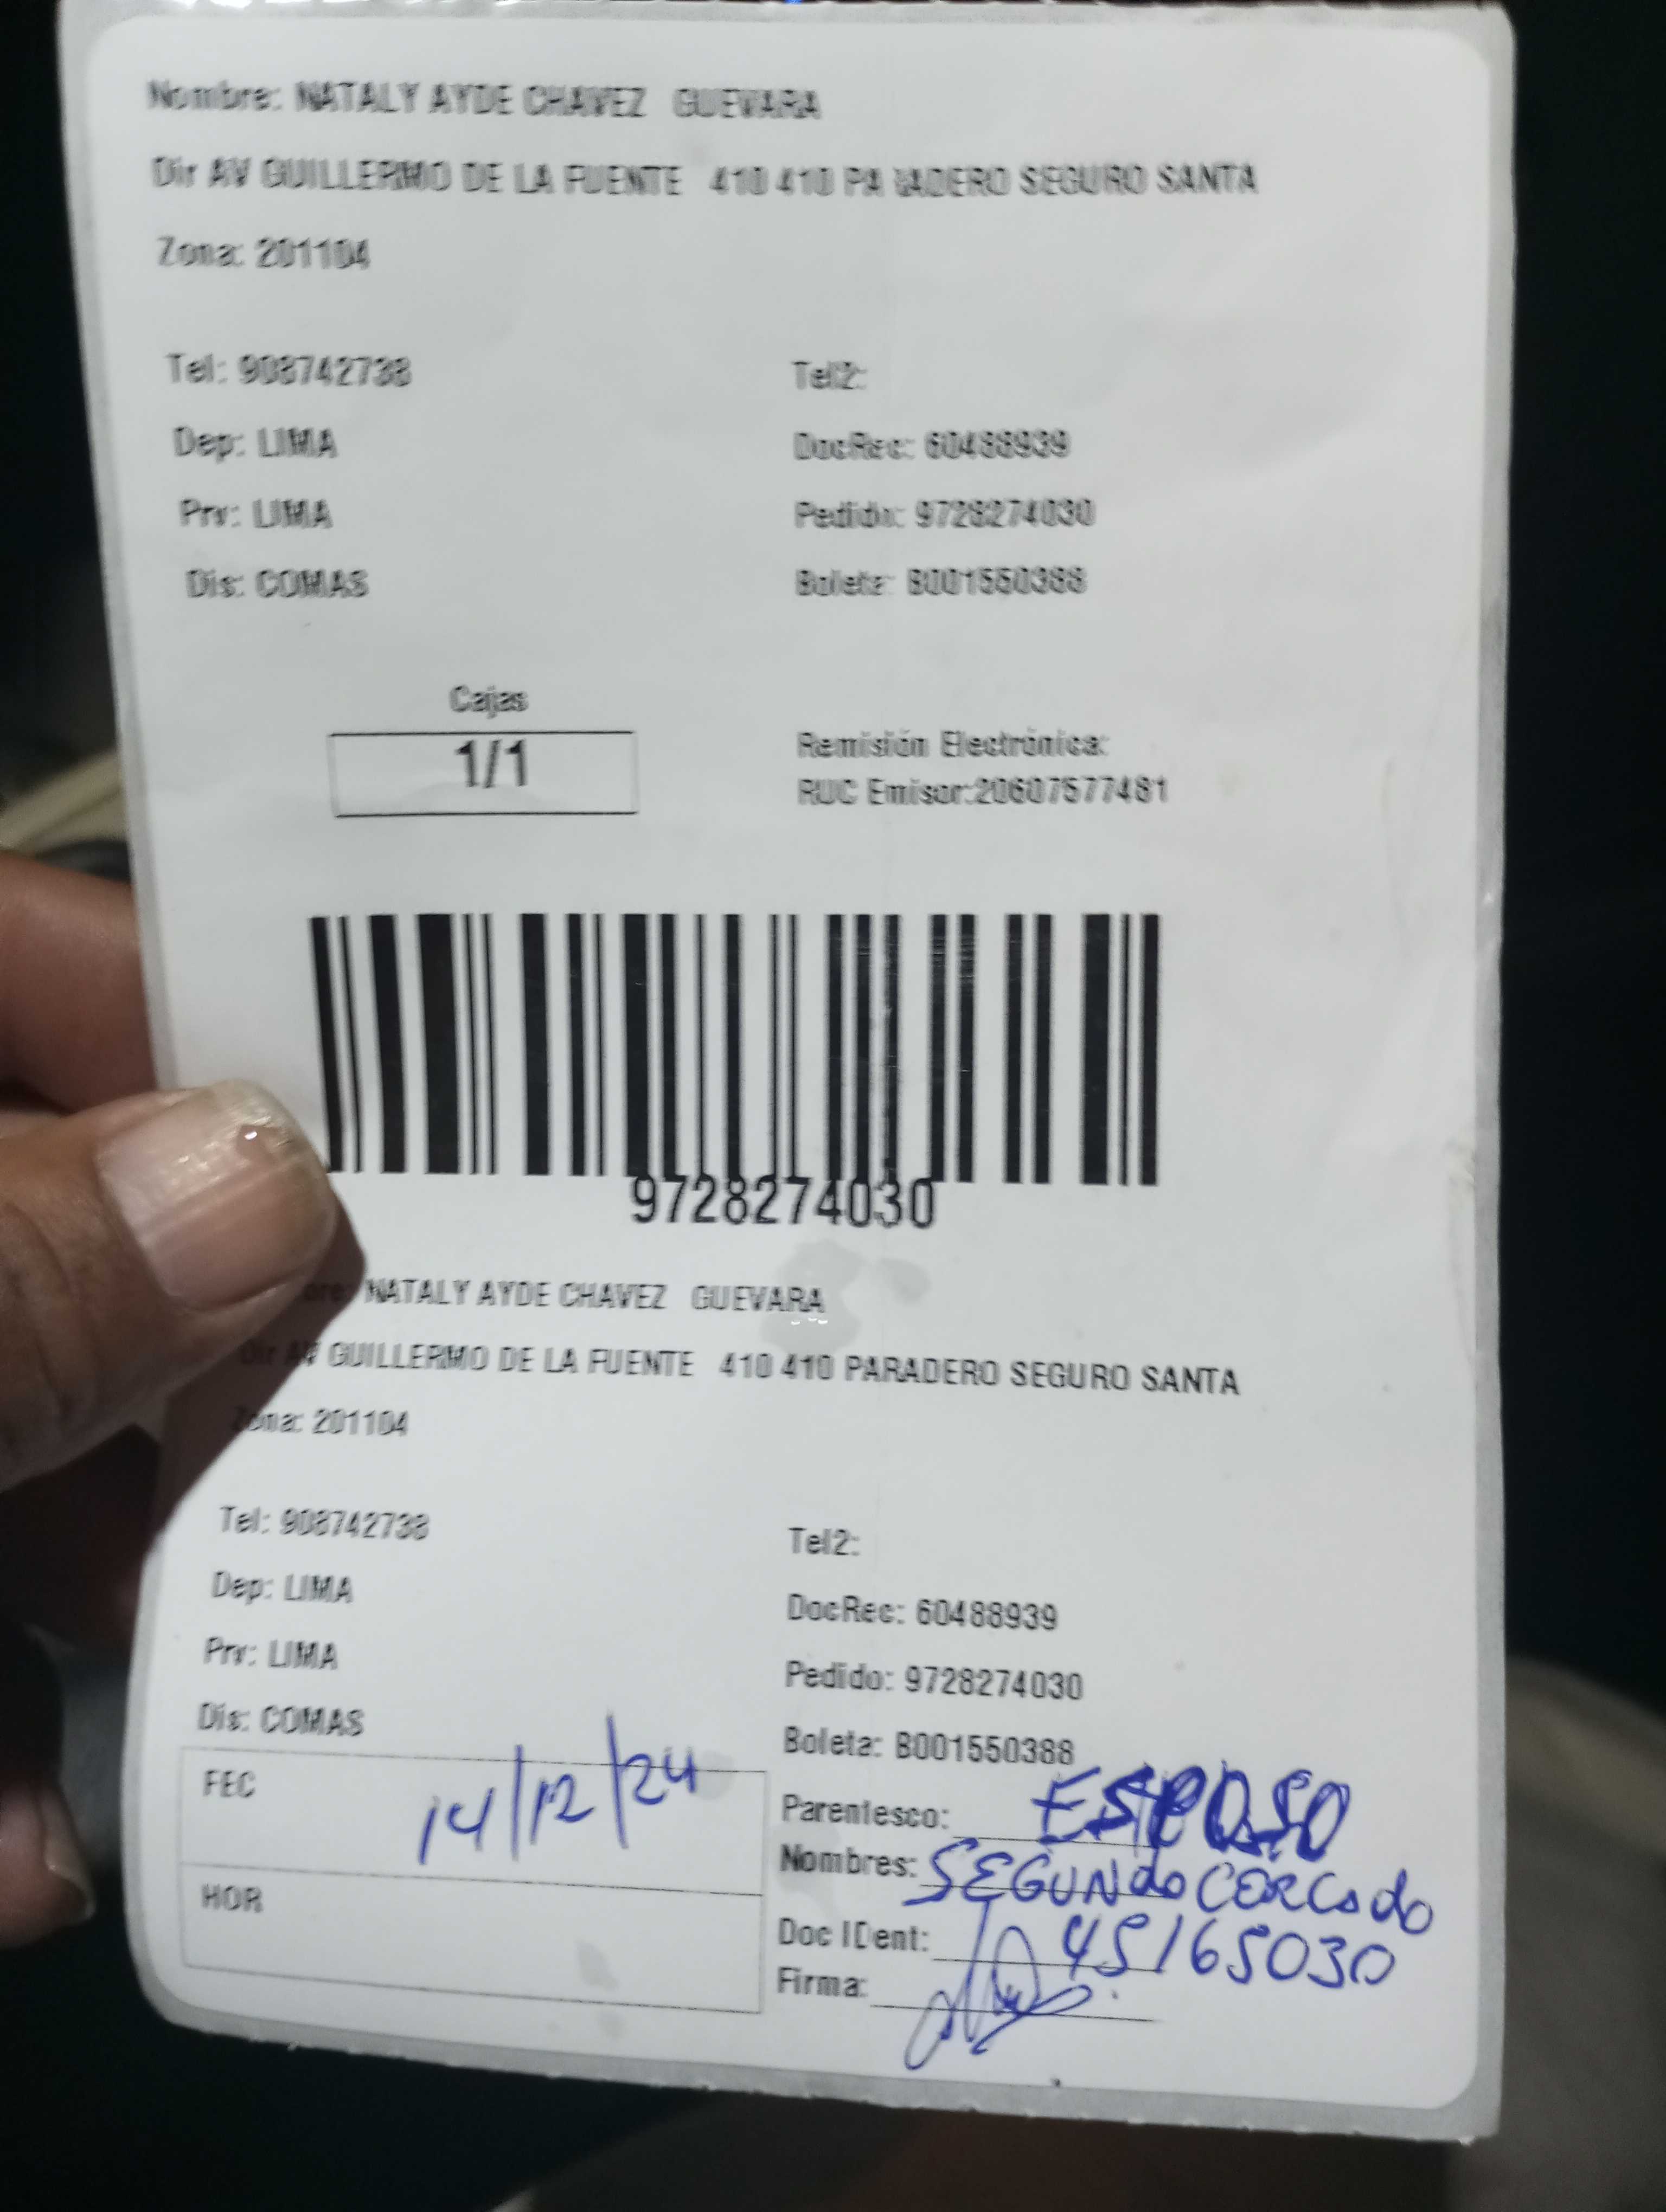 Nombre: NATALY AYDE CHAVEZ GUEVARA
Dir AV GUILLERMO DE LA FUENTE 410 410 PARADERO SEGURO SANTA
Zona: 201104
Tel: 908742738 Tel2:
Dep: LIMA DocRec: 60488939
Prv: LIMA Pedido: 9728274030
Dis: COMAS Boleta: B001550388
Cajas
1/1
Remisión Electrónica:
RUC Emisor:20607577481
9728274030
NATALY AYDE CHAVEZ GUEVARA
Dir AV GUILLERMO DE LA FUENTE 410 410 PARADERO SEGURO SANTA
Zona: 201104
Tel: 908742738 Tel2:
Dep: LIMA DocRec: 60488939
Prv: LIMA Pedido: 9728274030
Dis: COMAS Boleta: B001550388
FEC 14/12/24
HOR
Parentesco: ESPOSO
Nombres: SEGUNdo CERCado
Doc IDent: 45165030
Firma: